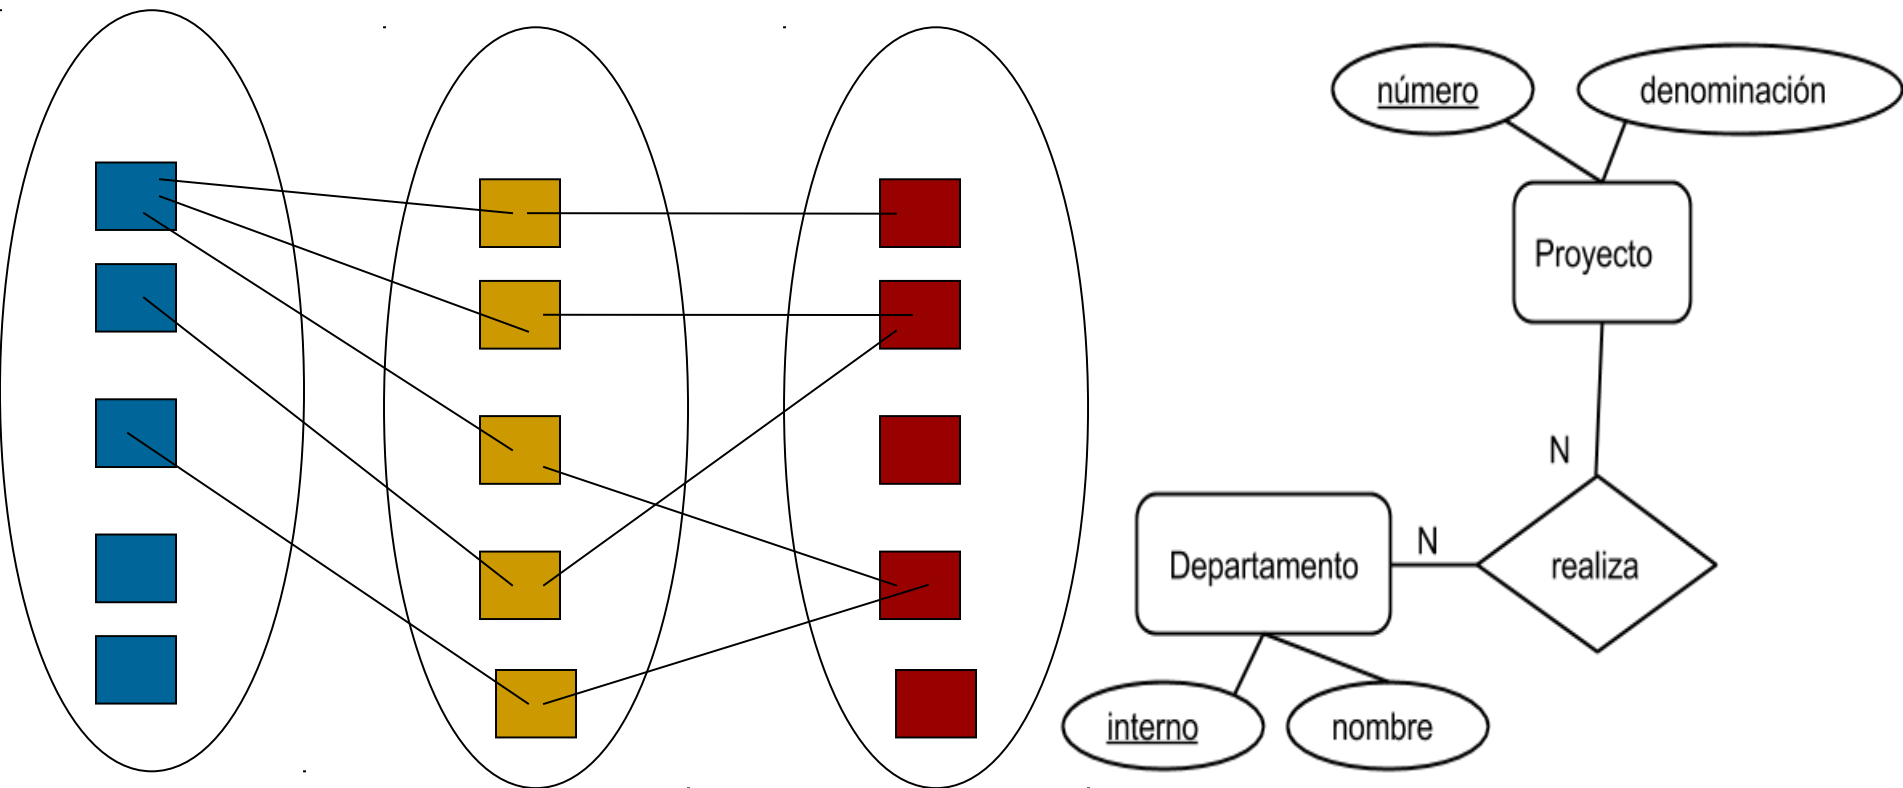 número
denominación
Proyecto
N
N
Departamento
realiza
interno
nombre